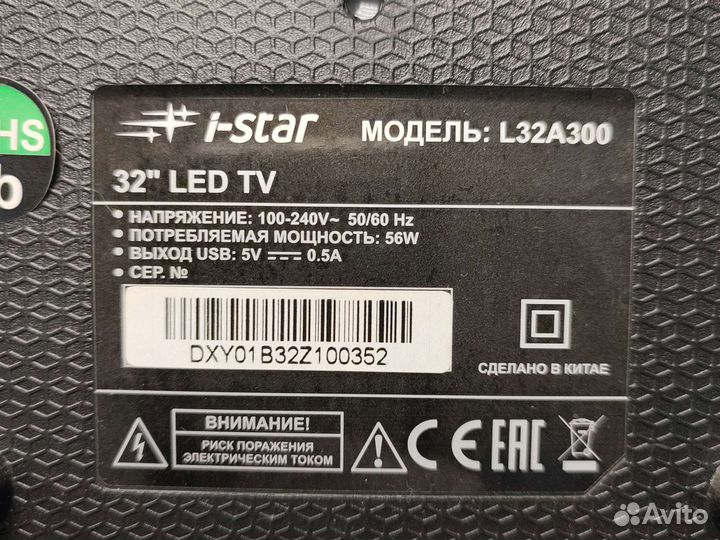 HS
b
i-star
МОДЕЛЬ: L32A300
32" LED TV
• НАПРЯЖЕНИЕ: 100-240V~ 50/60 Hz
• ПОТРЕБЛЯЕМАЯ МОЩНОСТЬ: 56W
• ВЫХОД USB: 5V 0.5A
• СЕР. №
DXY01B32Z100352
СДЕЛАНО В КИТАЕ
ВНИМАНИЕ!
РИСК ПОРАЖЕНИЯ
ЭЛЕКТРИЧЕСКИМ ТОКОМ
CE EAC
Avito